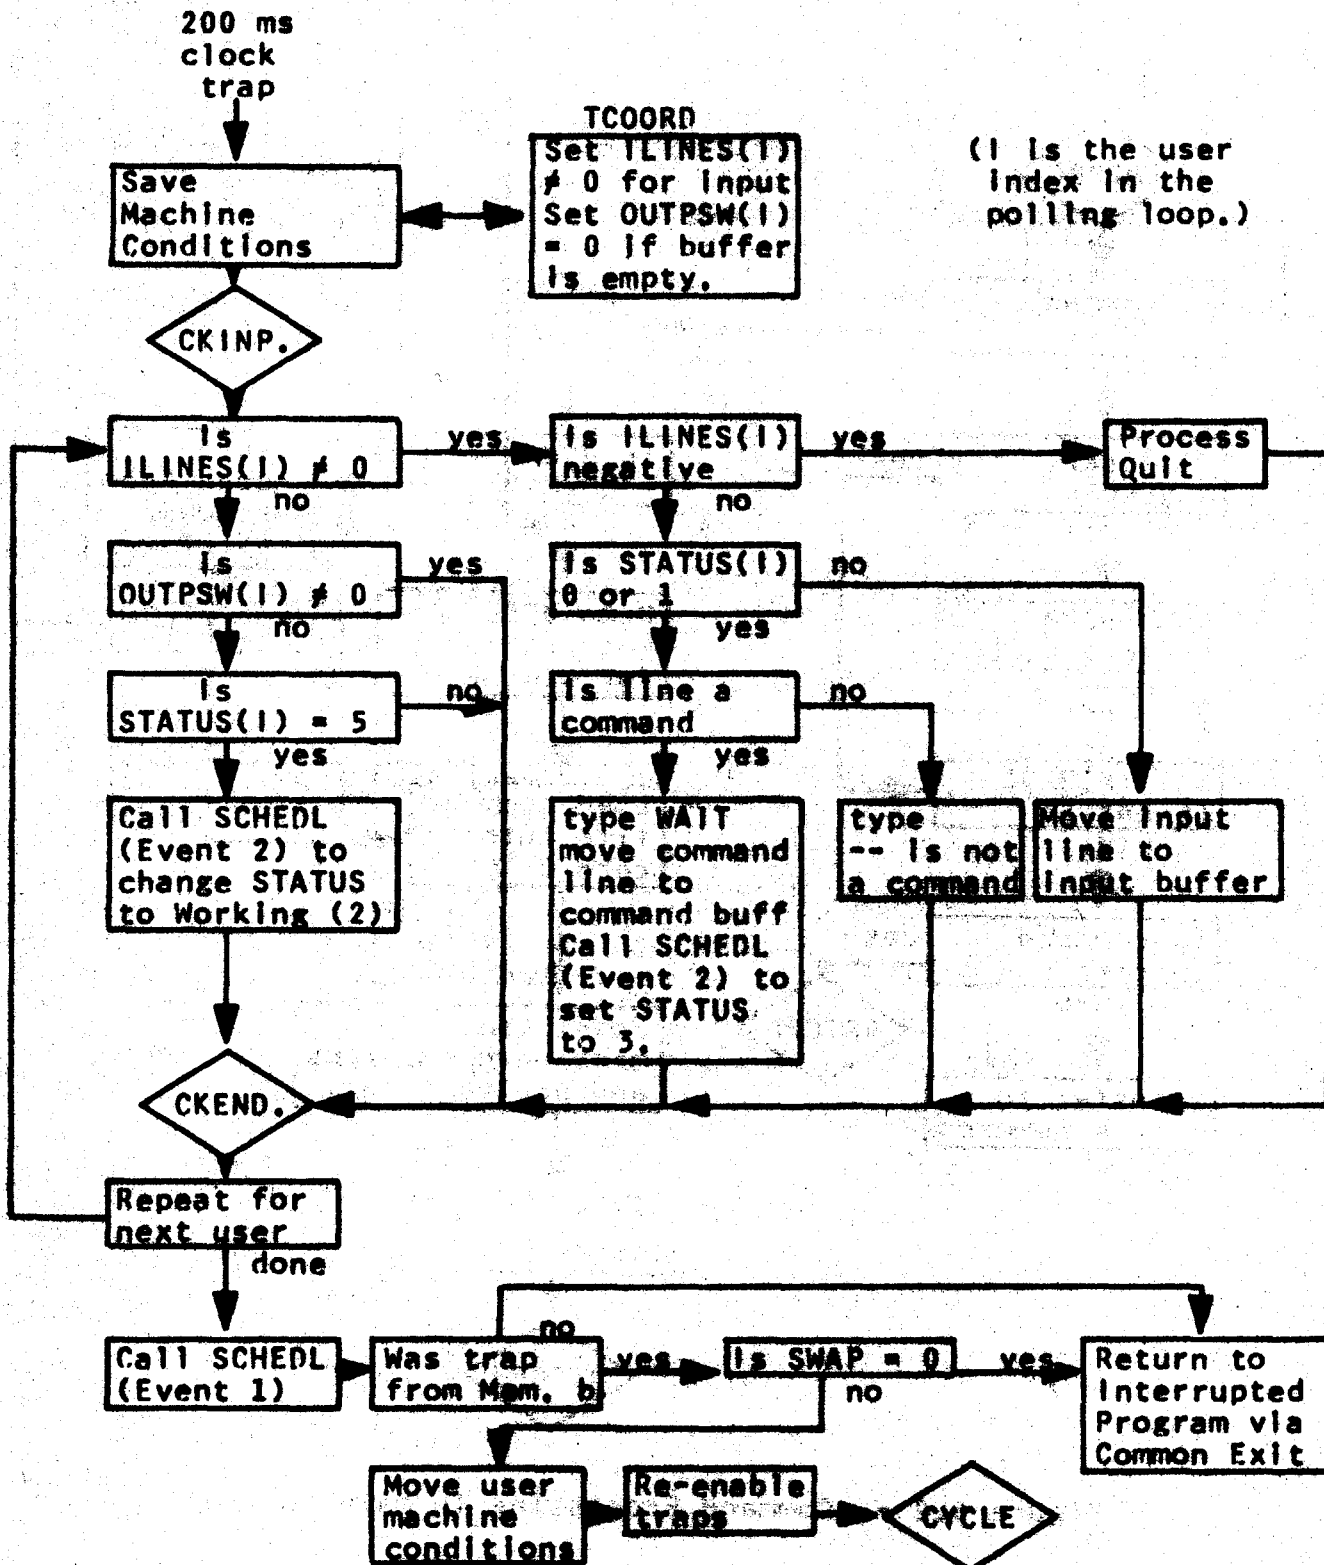 200 ms
clock
trap
TCOORD
Set ILINES(I)
≠ 0 for input
Set OUTPSW(I)
= 0 if buffer
is empty.
(I is the user
index in the
polling loop.)
Save
Machine
Conditions
CKINP.
Is
ILINES(I) ≠ 0
yes
no
Is ILINES(I)
negative
yes
no
Process
Quit
Is
OUTPSW(I) ≠ 0
yes
no
Is STATUS(I)
0 or 1
no
yes
Is
STATUS(I) = 5
no
yes
Is line a
command
no
yes
Call SCHEDL
(Event 2) to
change STATUS
to Working (2)
type WAIT
move command
line to
command buff
Call SCHEDL
(Event 2) to
set STATUS
to 3.
type
-- is not
a command
Move input
line to
input buffer
CKEND.
Repeat for
next user
done
Call SCHEDL
(Event 1)
Was trap
from Mem. b
no
yes
Is SWAP = 0
yes
no
Return to
Interrupted
Program via
Common Exit
Move user
machine
conditions
Re-enable
traps
CYCLE